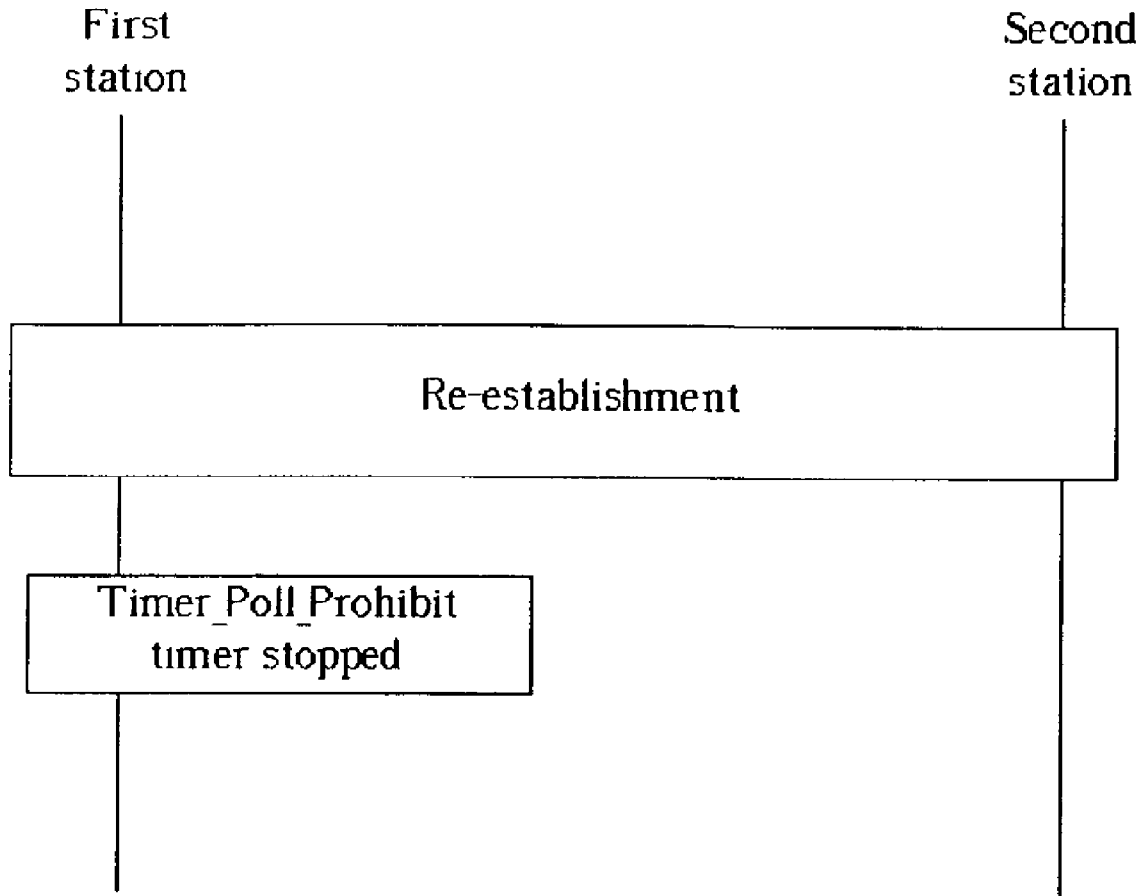 First
station
Second
station
Re-establishment
Timer_Poll_Prohibit
timer stopped